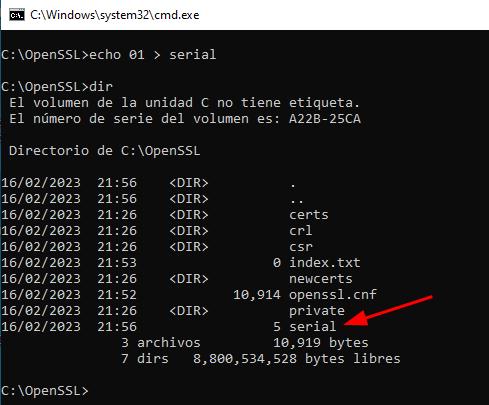 C:\Windows\system32\cmd.exe
C:\OpenSSL>echo 01 > serial
C:\OpenSSL>dir
El volumen de la unidad C no tiene etiqueta.
El número de serie del volumen es: A22B-25CA
Directorio de C:\OpenSSL
16/02/2023  21:56    <DIR>          .
16/02/2023  21:56    <DIR>          ..
16/02/2023  21:26    <DIR>          certs
16/02/2023  21:26    <DIR>          crl
16/02/2023  21:26    <DIR>          csr
16/02/2023  21:53                 0 index.txt
16/02/2023  21:26    <DIR>          newcerts
16/02/2023  21:52            10,914 openssl.cnf
16/02/2023  21:26    <DIR>          private
16/02/2023  21:56                 5 serial
3 archivos         10,919 bytes
7 dirs   8,800,534,528 bytes libres
C:\OpenSSL>